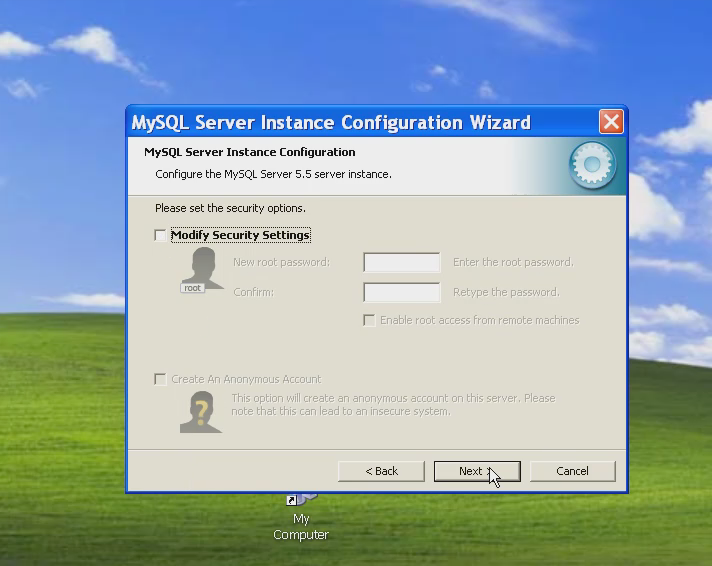 MySQL Server Instance Configuration Wizard
MySQL Server Instance Configuration
Configure the MySQL Server 5.5 server instance.
Please set the security options.
Modify Security Settings
root
New root password:
Enter the root password.
Confirm:
Retype the password.
Enable root access from remote machines
Create An Anonymous Account
This option will create an anonymous account on this server. Please
note that this can lead to an insecure system.
< Back
Next >
Cancel
My
Computer